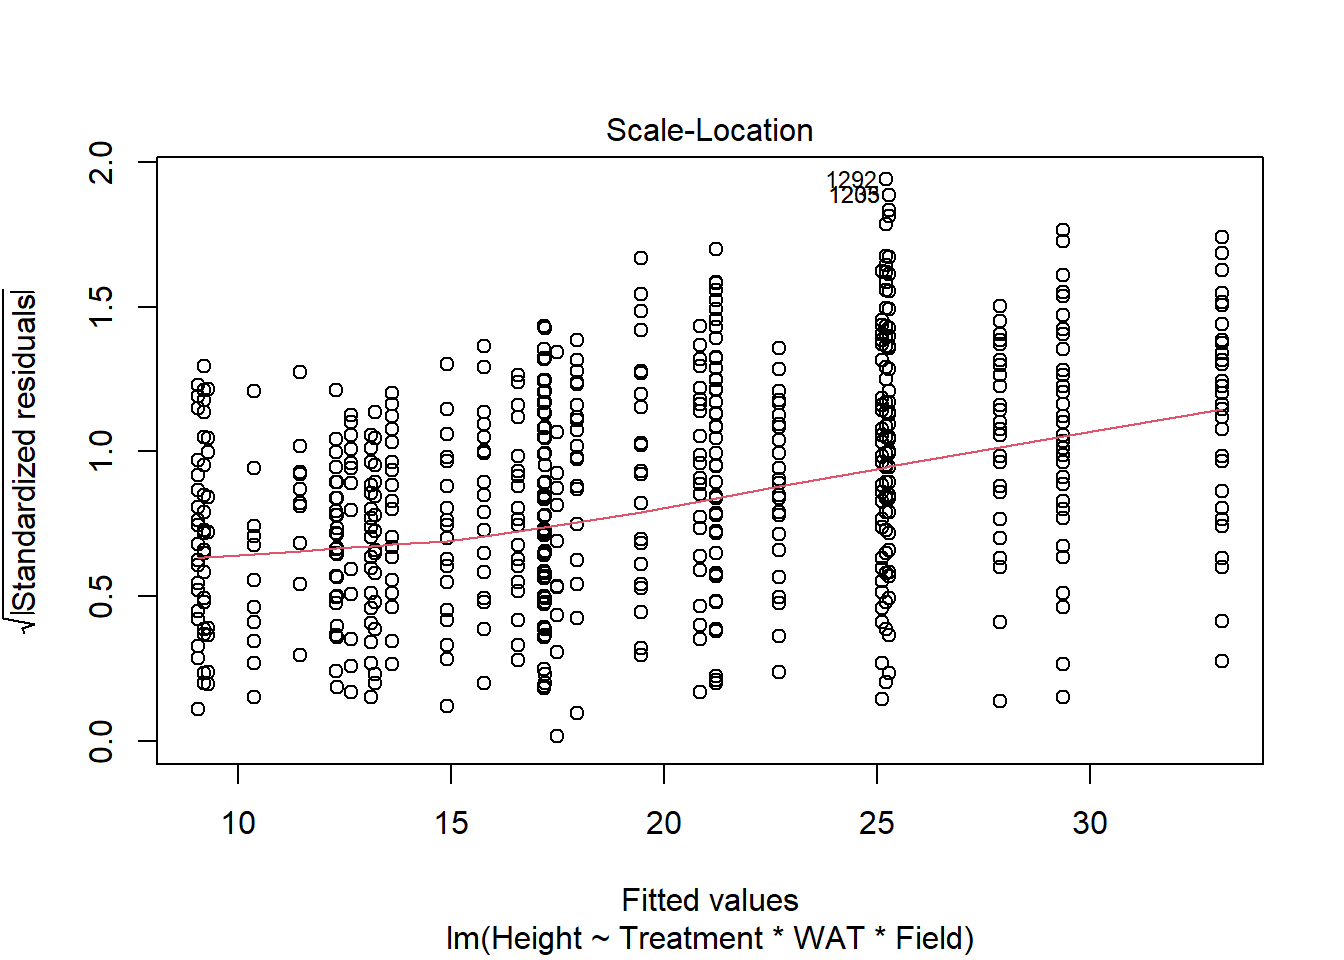 Scale-Location
√|Standardized residuals|
2.0
1.5
1.0
0.5
0.0
1292
10
15
20
25
30
Fitted values
lm(Height ~ Treatment * WAT * Field)